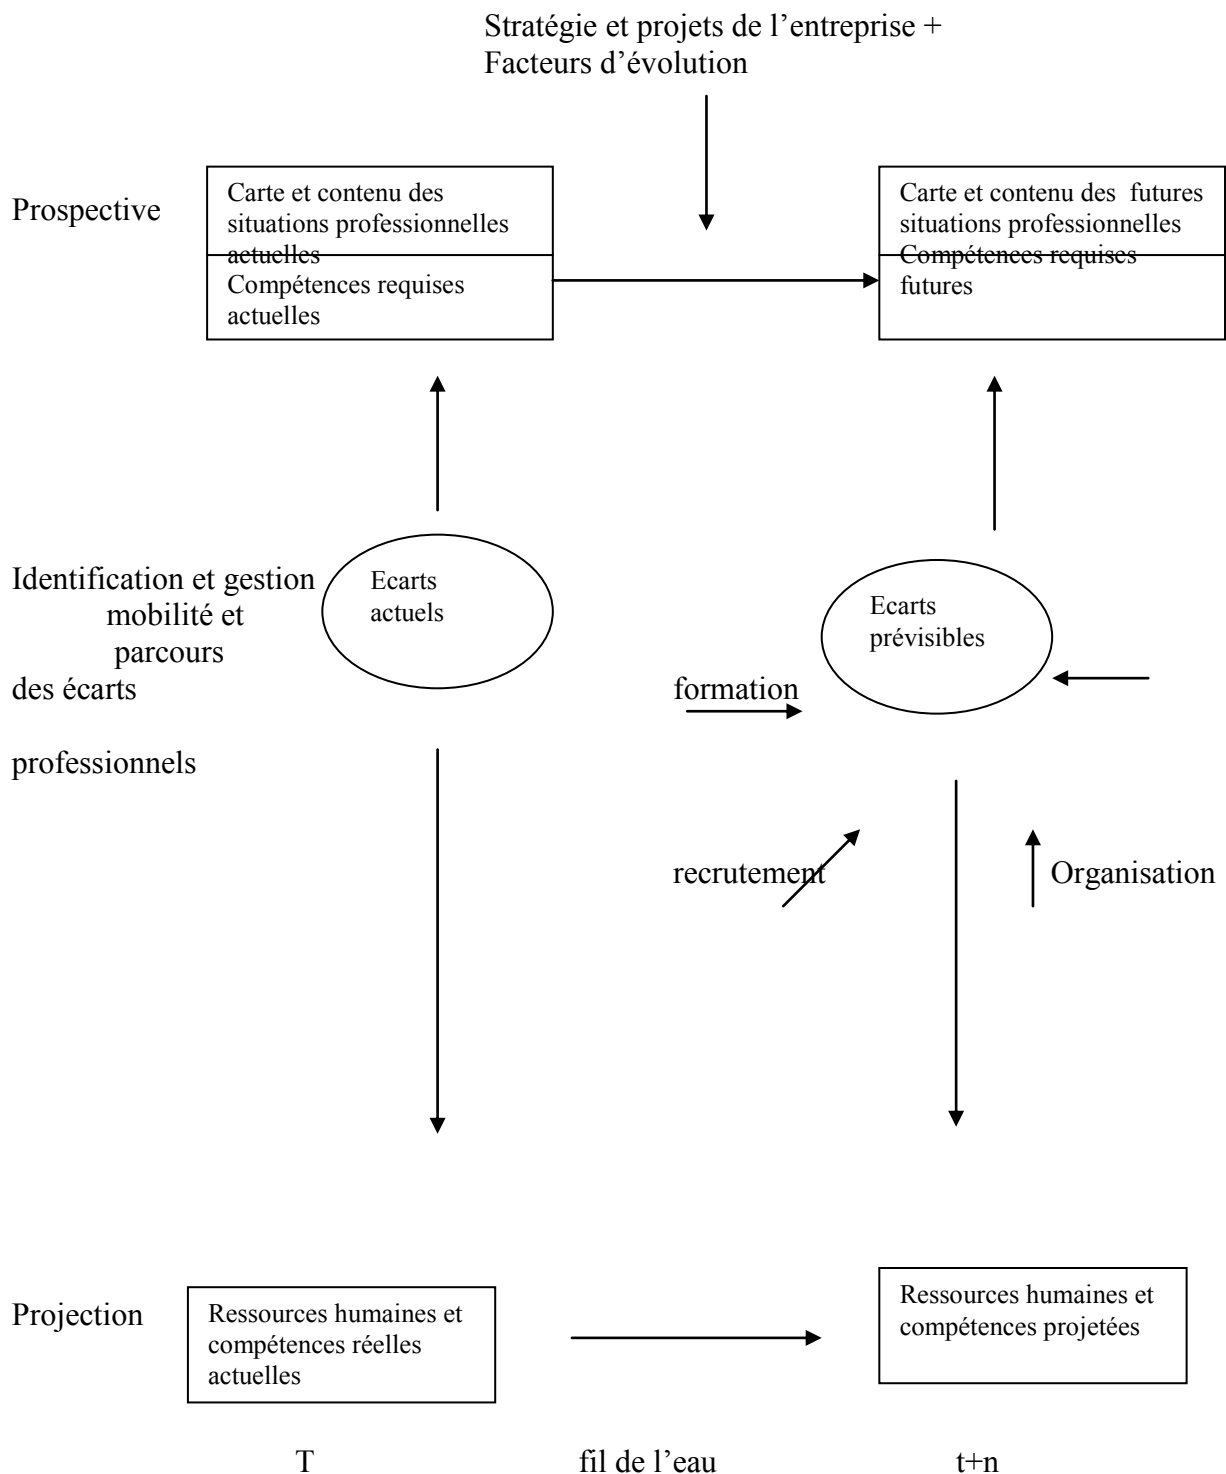 Stratégie et projets de l’entreprise +
Facteurs d’évolution
Prospective
Carte et contenu des
situations professionnelles
actuelles
Compétences requises
actuelles
Carte et contenu des  futures
situations professionnelles
Compétences requises
futures
Identification et gestion
mobilité et
parcours
des écarts
professionnels
Ecarts
actuels
Ecarts
prévisibles
formation
recrutement
Organisation
Projection
Ressources humaines et
compétences réelles
actuelles
Ressources humaines et
compétences projetées
T
fil de l’eau
t+n